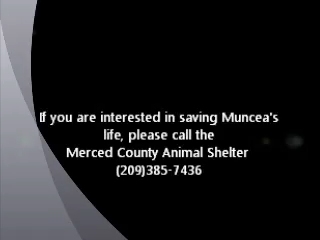 If you are interested in saving Muncea's
life, please call the
Merced County Animal Shelter
(209)385-7436